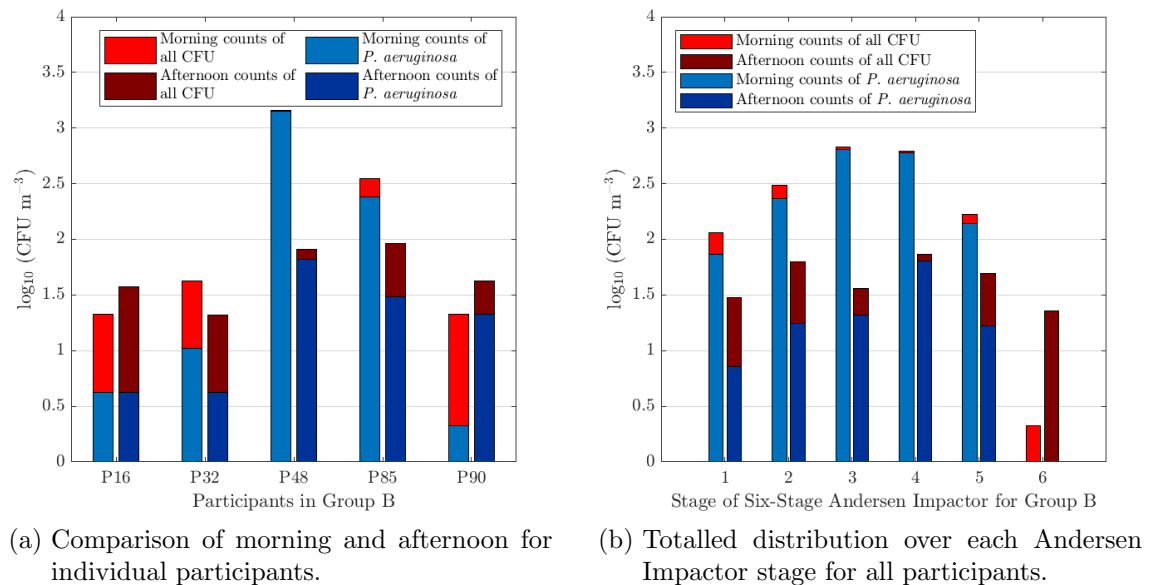 4
3.5
3
2.5
2
1.5
1
0.5
0
log₁₀ (CFU m⁻³)
Morning counts of all CFU
Afternoon counts of all CFU
Morning counts of P. aeruginosa
Afternoon counts of P. aeruginosa
P16 P32 P48 P85 P90
Participants in Group B
(a) Comparison of morning and afternoon for
individual participants.
4
3.5
3
2.5
2
1.5
1
0.5
0
log₁₀ (CFU m⁻³)
Morning counts of all CFU
Afternoon counts of all CFU
Morning counts of P. aeruginosa
Afternoon counts of P. aeruginosa
1 2 3 4 5 6
Stage of Six-Stage Andersen Impactor for Group B
(b) Totalled distribution over each Andersen
Impactor stage for all participants.